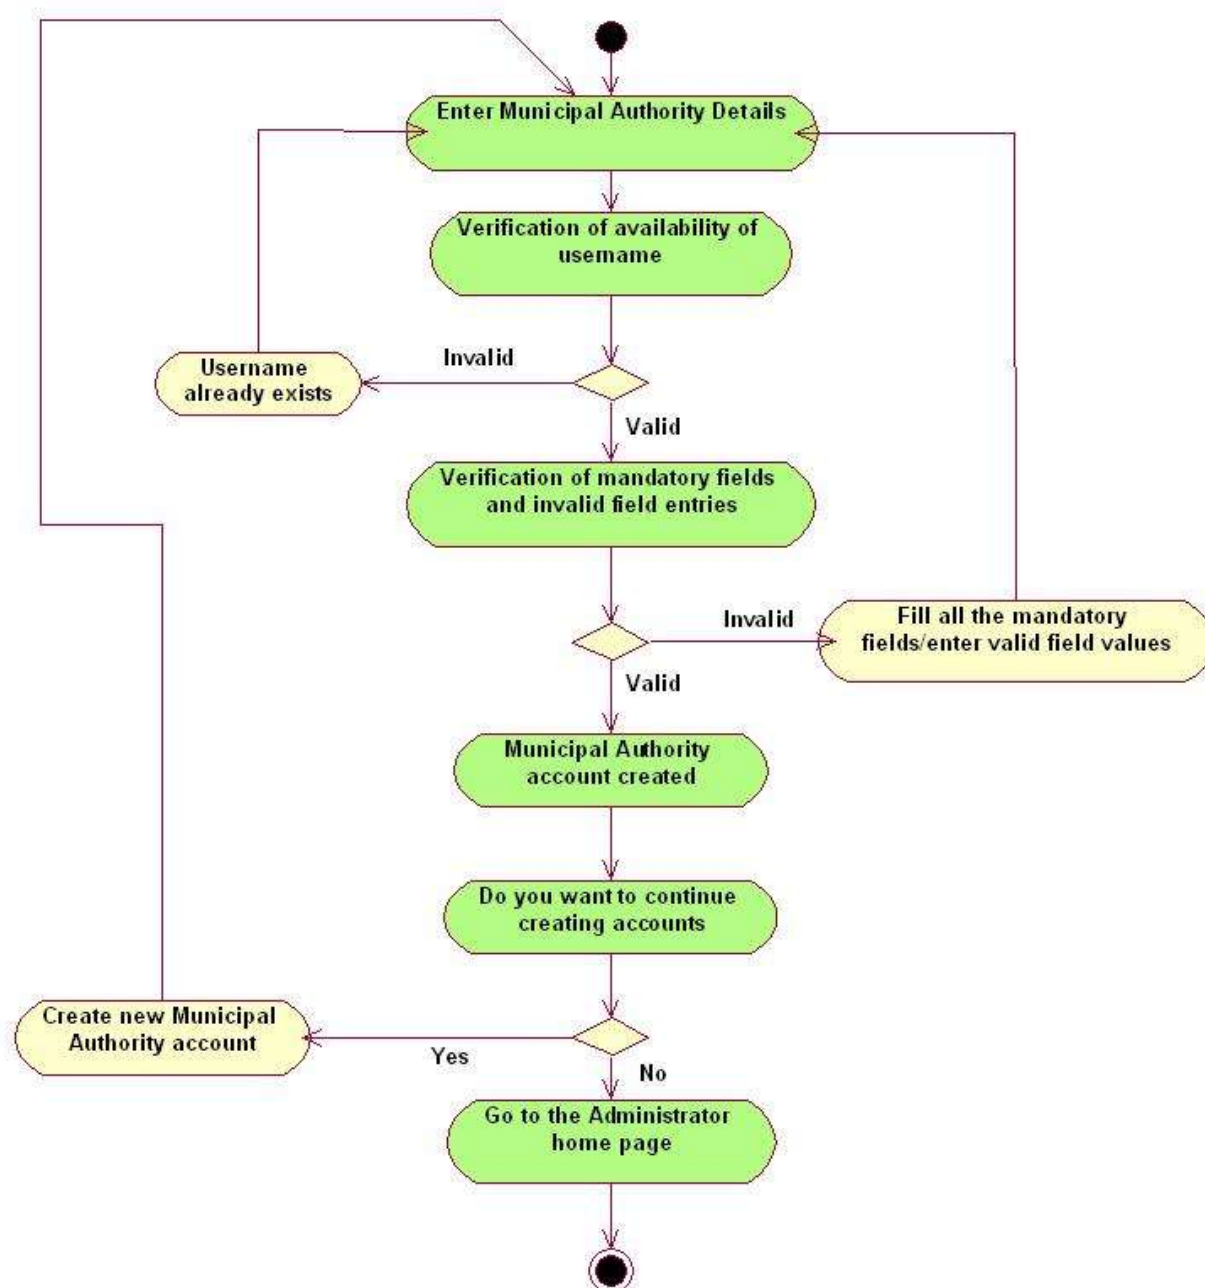 Enter Municipal Authority Details
Verification of availability of
username
Invalid
Username
already exists
Valid
Verification of mandatory fields
and invalid field entries
Invalid
Fill all the mandatory
fields/enter valid field values
Valid
Municipal Authority
account created
Do you want to continue
creating accounts
Create new Municipal
Authority account
Yes
No
Go to the Administrator
home page